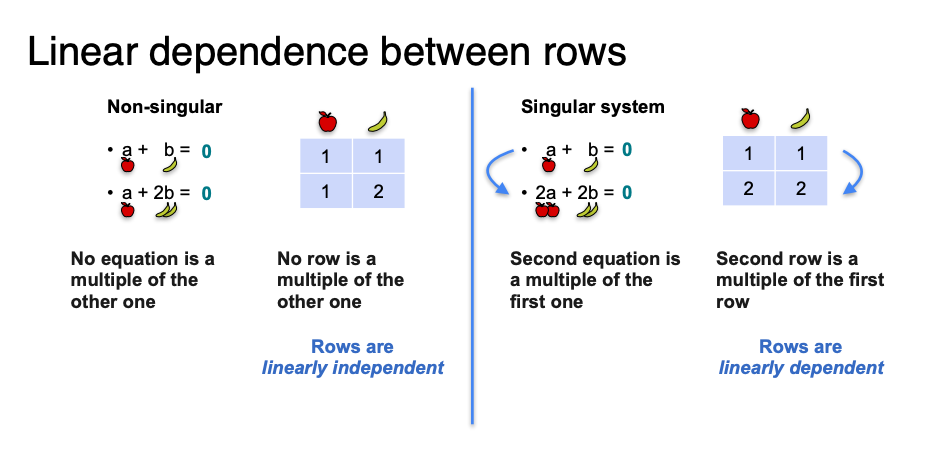 Linear dependence between rows
Non-singular
• a + b = 0
• a + 2b = 0
1 1
1 2
No equation is a
multiple of the
other one
No row is a
multiple of the
other one
Rows are
linearly independent
Singular system
• a + b = 0
• 2a + 2b = 0
1 1
2 2
Second equation is
a multiple of the
first one
Second row is a
multiple of the first
row
Rows are
linearly dependent